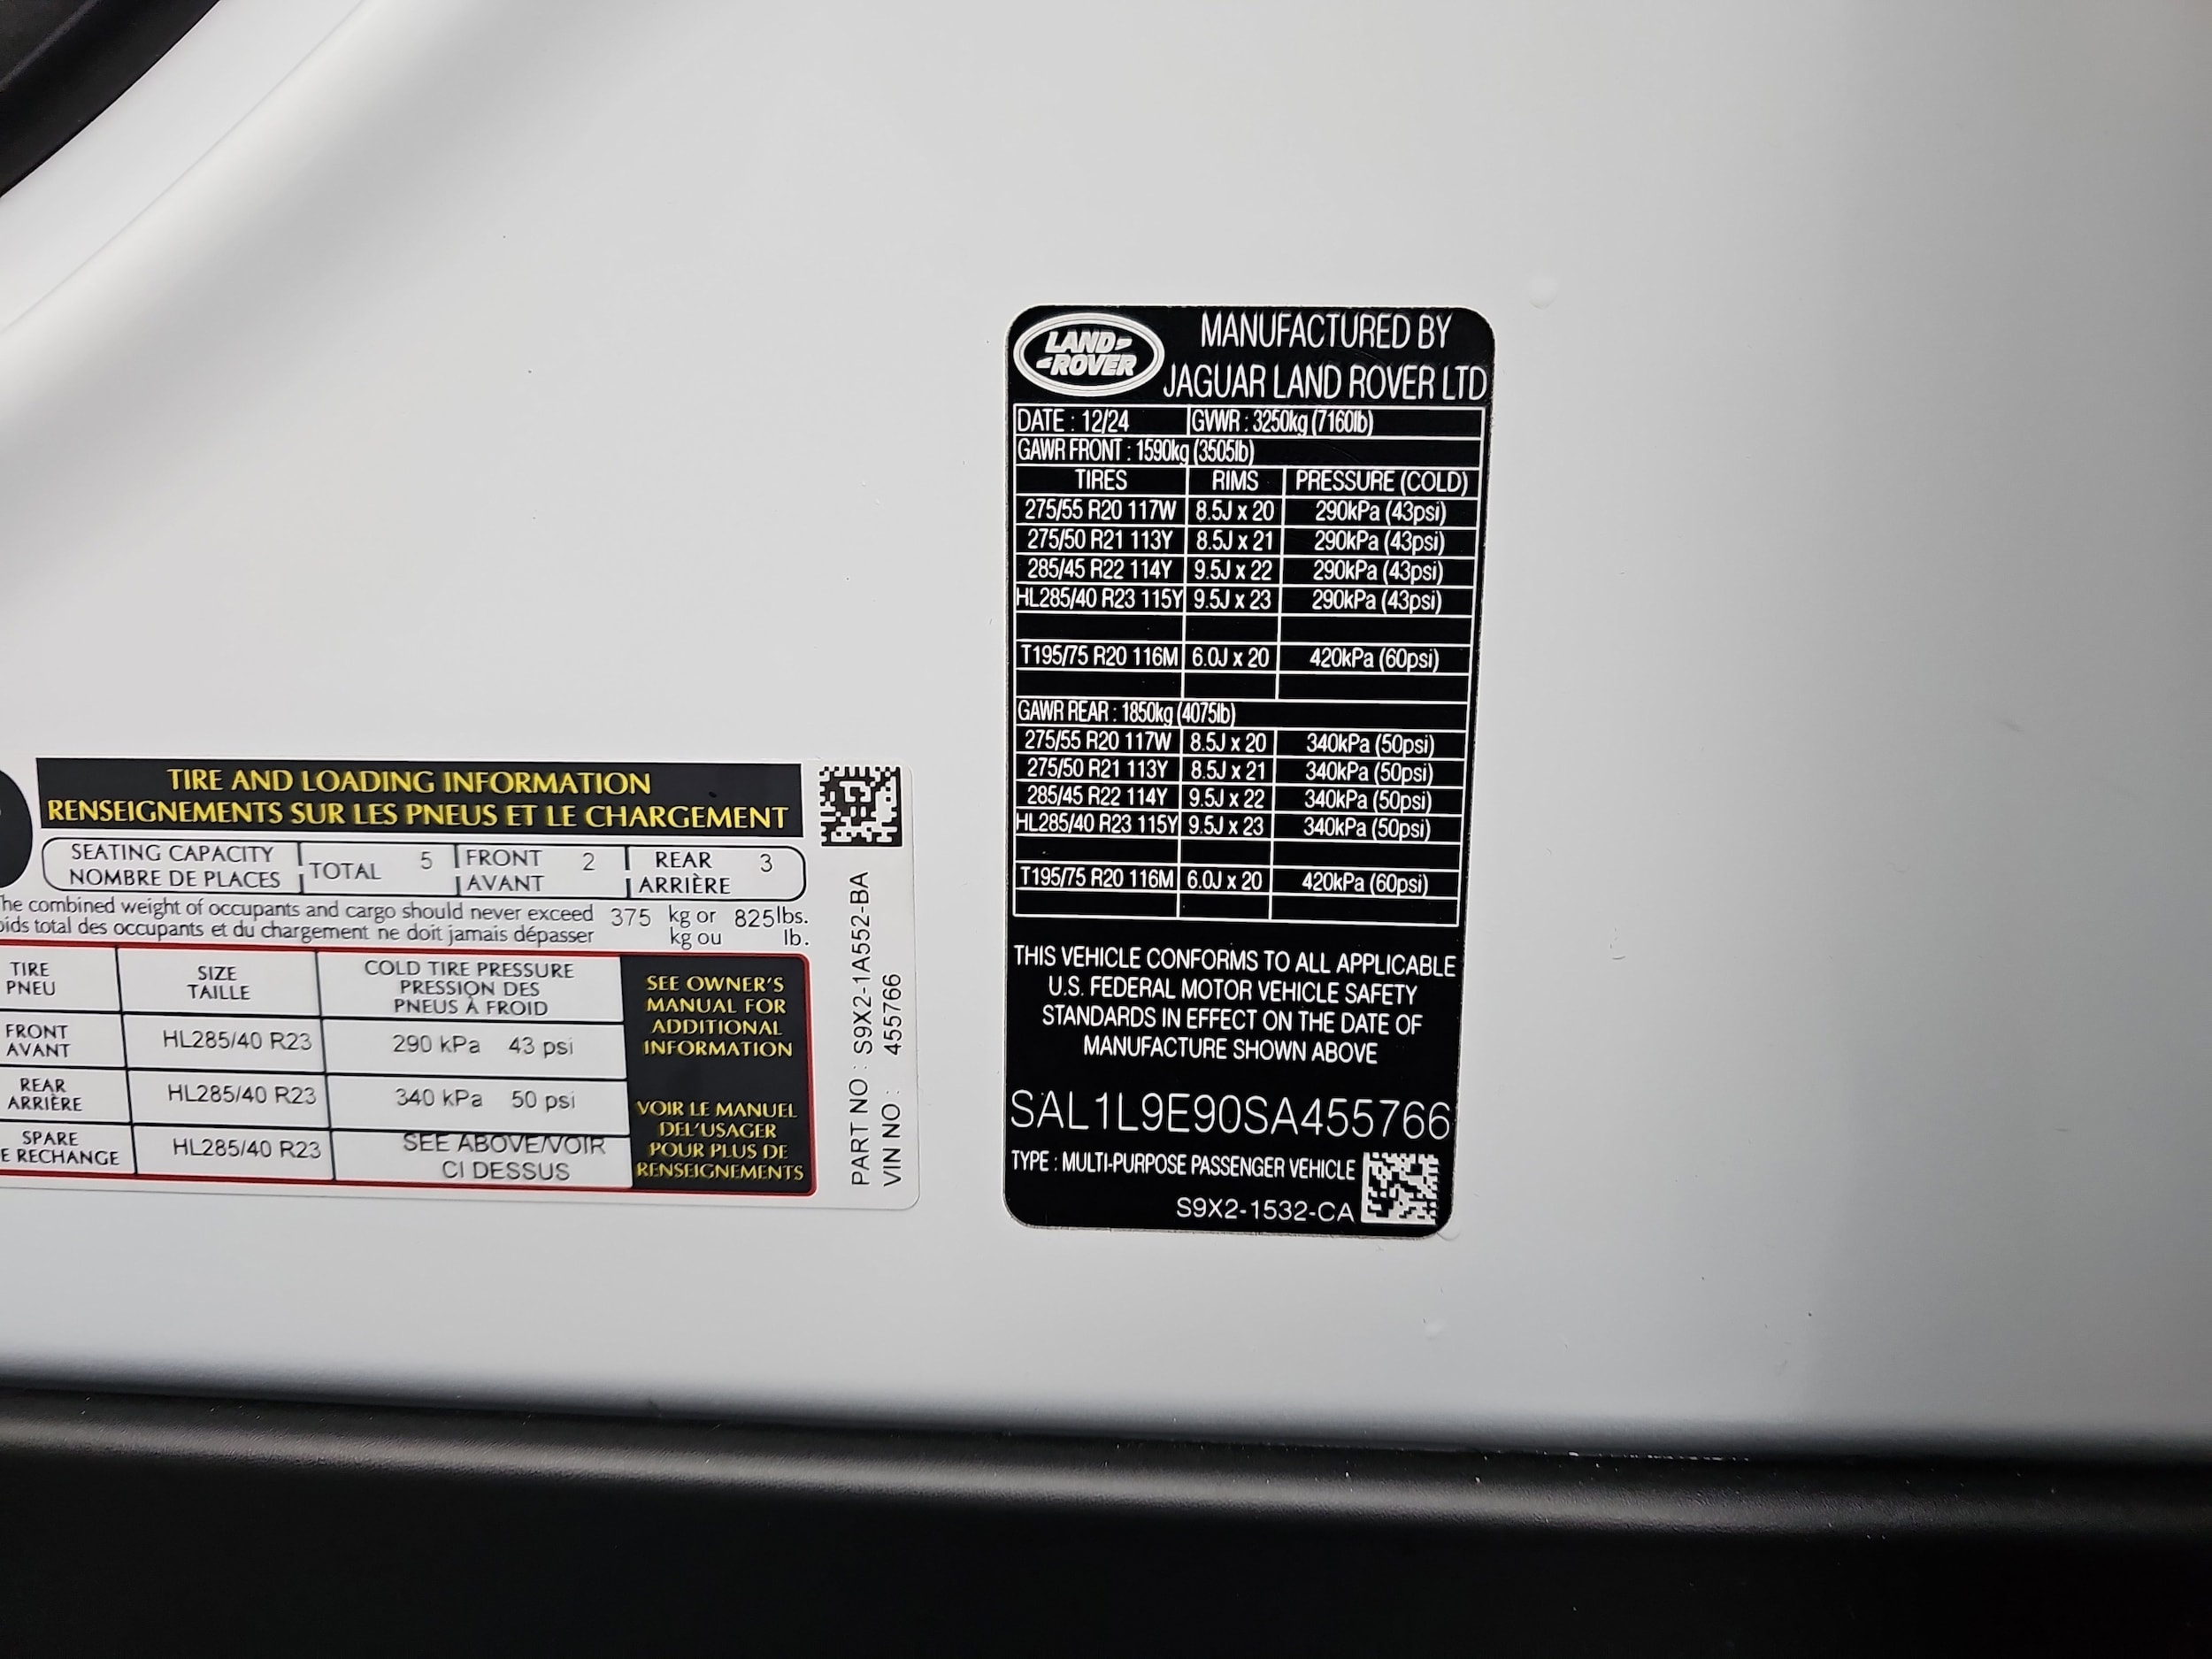 TIRE AND LOADING INFORMATION
RENSEIGNEMENTS SUR LES PNEUS ET LE CHARGEMENT
SEATING CAPACITY
NOMBRE DE PLACES
TOTAL 5
FRONT
AVANT 2
REAR
ARRIÈRE 3
he combined weight of occupants and cargo should never exceed 375 kg or 825 lbs.
oids total des occupants et du chargement ne doit jamais dépasser kg ou lb.
TIRE
PNEU
SIZE
TAILLE
COLD TIRE PRESSURE
PRESSION DES
PNEUS À FROID
FRONT
AVANT
HL285/40 R23
290 kPa 43 psi
REAR
ARRIÈRE
HL285/40 R23
340 kPa 50 psi
SPARE
E RECHANGE
HL285/40 R23
SEE ABOVE/VOIR
CI DESSUS
SEE OWNER'S
MANUAL FOR
ADDITIONAL
INFORMATION
VOIR LE MANUEL
DEL'USAGER
POUR PLUS DE
RENSEIGNEMENTS
PART NO : S9X2-1A552-BA
VIN NO : 455766
LAND
ROVER
MANUFACTURED BY
JAGUAR LAND ROVER LTD
DATE : 12/24 GVWR : 3250kg (7160lb)
GAWR FRONT : 1590kg (3505lb)
TIRES RIMS PRESSURE (COLD)
275/55 R20 117W 8.5J x 20 290kPa (43psi)
275/50 R21 113Y 8.5J x 21 290kPa (43psi)
285/45 R22 114Y 9.5J x 22 290kPa (43psi)
HL285/40 R23 115Y 9.5J x 23 290kPa (43psi)
T195/75 R20 116M 6.0J x 20 420kPa (60psi)
GAWR REAR : 1850kg (4075lb)
275/55 R20 117W 8.5J x 20 340kPa (50psi)
275/50 R21 113Y 8.5J x 21 340kPa (50psi)
285/45 R22 114Y 9.5J x 22 340kPa (50psi)
HL285/40 R23 115Y 9.5J x 23 340kPa (50psi)
T195/75 R20 116M 6.0J x 20 420kPa (60psi)
THIS VEHICLE CONFORMS TO ALL APPLICABLE
U.S. FEDERAL MOTOR VEHICLE SAFETY
STANDARDS IN EFFECT ON THE DATE OF
MANUFACTURE SHOWN ABOVE
SAL1L9E90SA455766
TYPE : MULTI-PURPOSE PASSENGER VEHICLE
S9X2-1532-CA